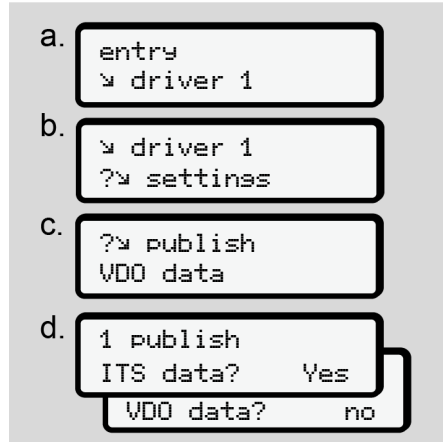 a.
entry
↘ driver 1
b.
↘ driver 1
?↘ settings
c.
?↘ publish
VDO data
d.
1 publish
ITS data? Yes
VDO data? no